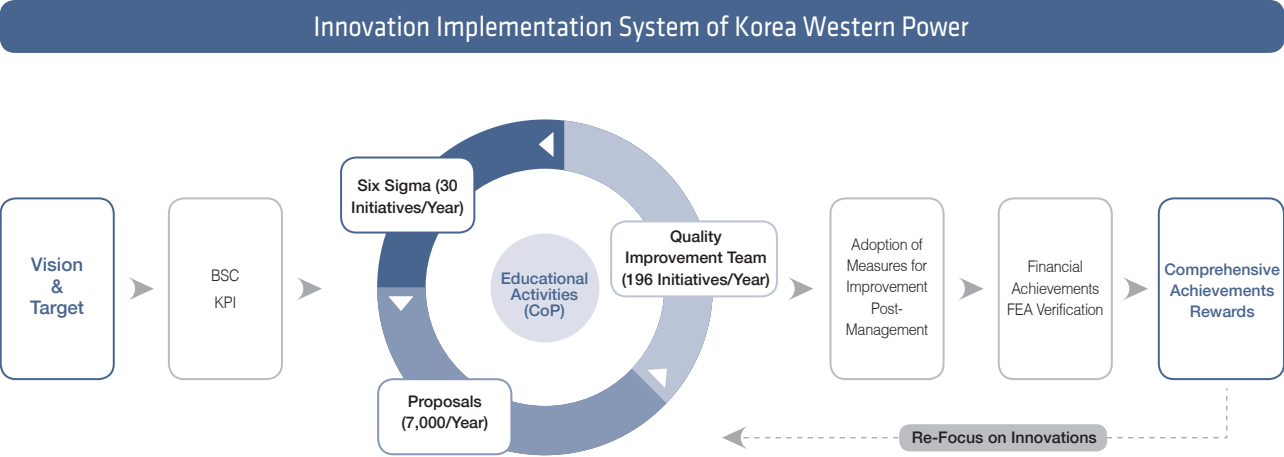 Innovation Implementation System of Korea Western Power
Vision
&
Target
BSC
KPI
Six Sigma (30
Initiatives/Year)
Educational
Activities
(CoP)
Quality
Improvement Team
(196 Initiatives/Year)
Proposals
(7,000/Year)
Adoption of
Measures for
Improvement
Post-
Management
Financial
Achievements
FEA Verification
Comprehensive
Achievements
Rewards
Re-Focus on Innovations